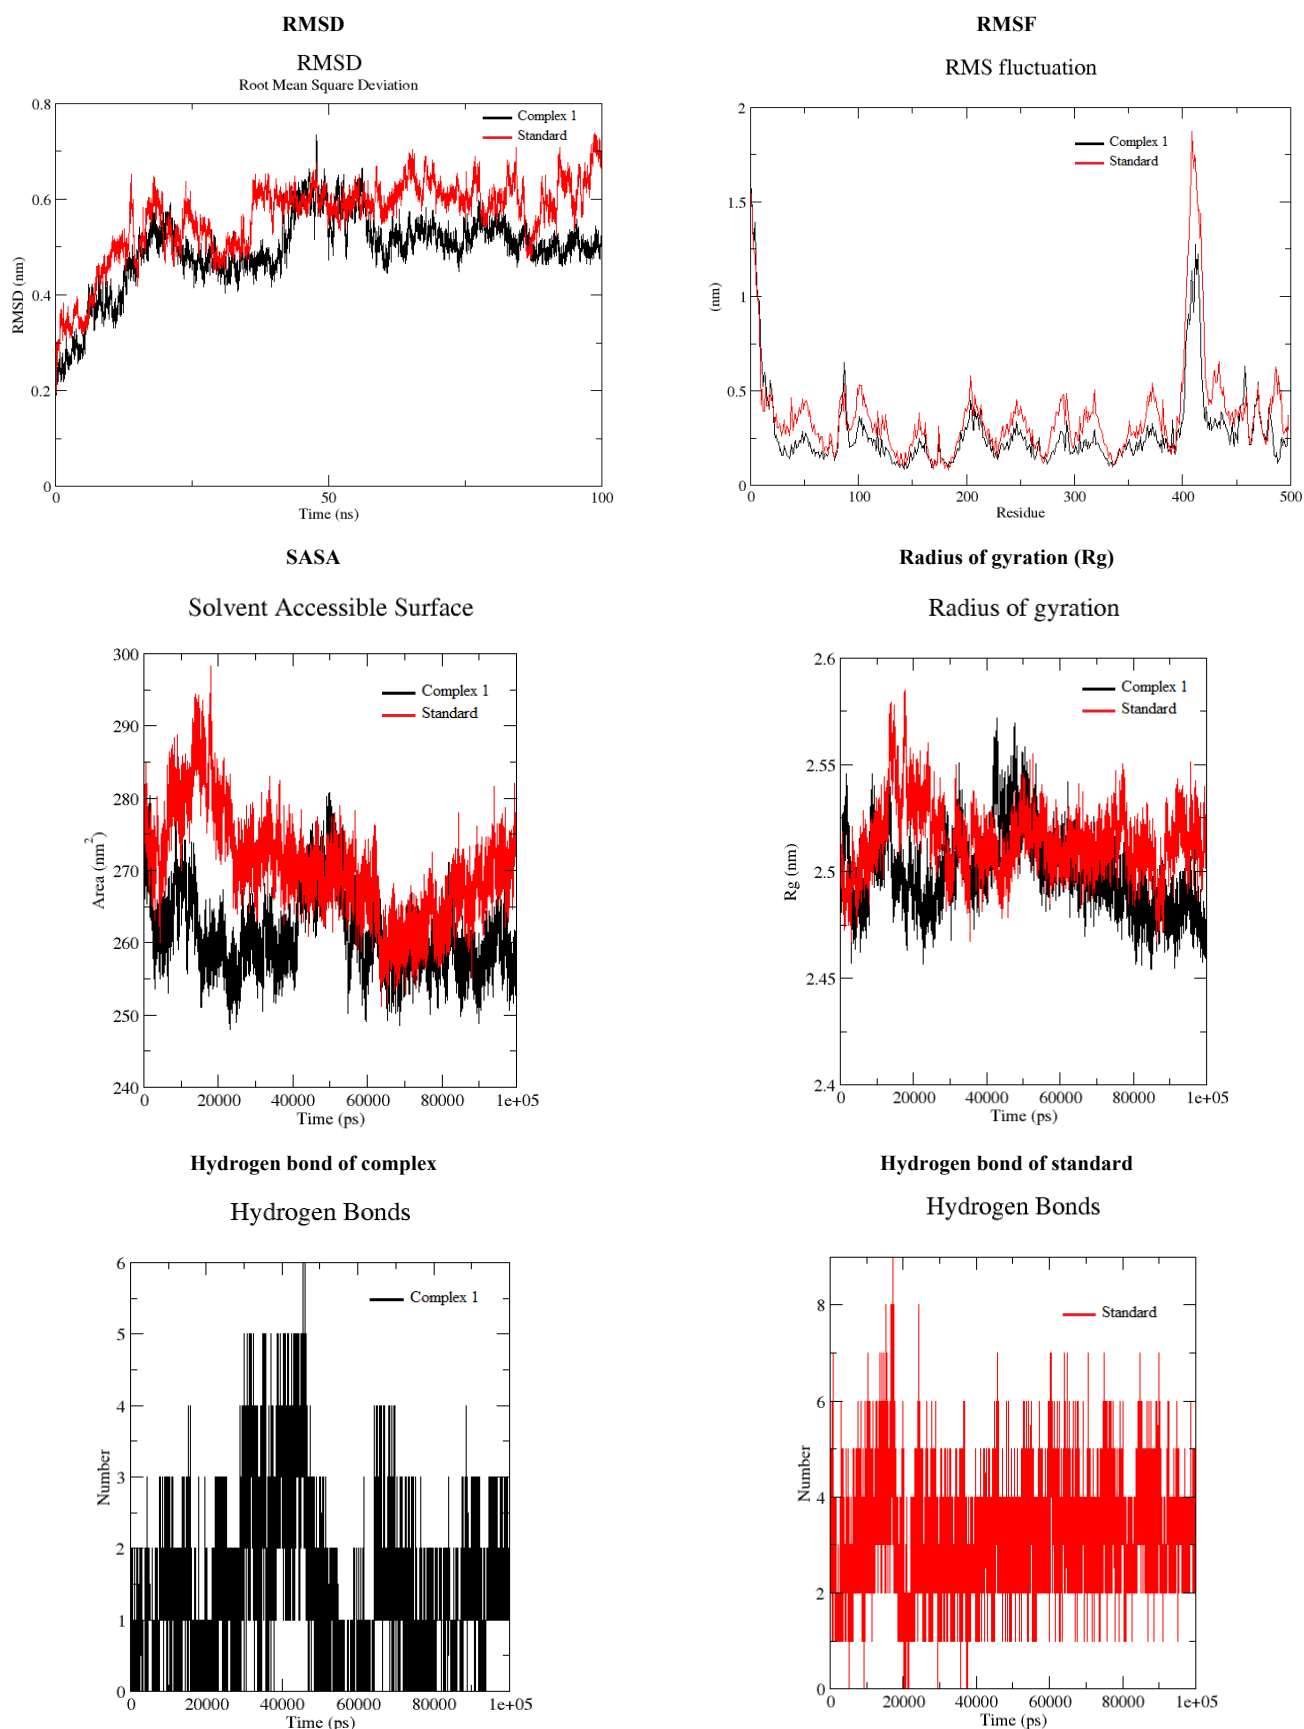 RMSD
RMSF
RMSD
Root Mean Square Deviation
RMS fluctuation
0.8
0.6
0.4
0.2
0
RMSD (nm)
Complex 1
Standard
0
50
100
Time (ns)
2
1.5
1
0.5
0
(nm)
Complex 1
Standard
0
100
200
300
400
500
Residue
SASA
Radius of gyration (Rg)
Solvent Accessible Surface
Radius of gyration
300
290
280
270
260
250
240
Area (nm²)
Complex 1
Standard
0
20000
40000
60000
80000
1e+05
Time (ps)
2.6
2.55
2.5
2.45
2.4
Rg (nm)
Complex 1
Standard
0
20000
40000
60000
80000
1e+05
Time (ps)
Hydrogen bond of complex
Hydrogen bond of standard
Hydrogen Bonds
Hydrogen Bonds
6
5
4
3
2
1
0
Number
Complex 1
0
20000
40000
60000
80000
1e+05
Time (ps)
8
6
4
2
0
Number
Standard
0
20000
40000
60000
80000
1e+05
Time (ps)